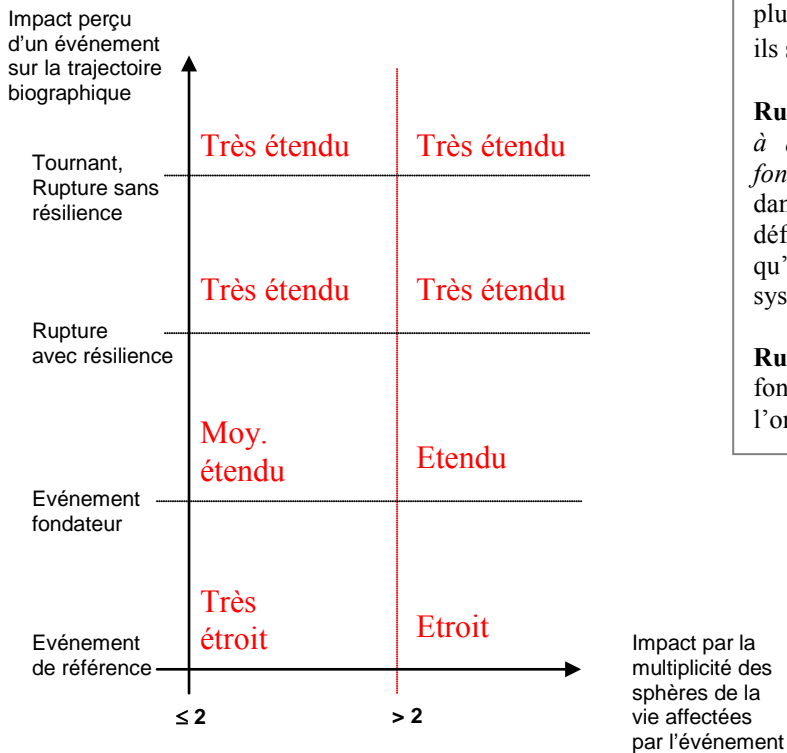 Impact perçu
d'un événement
sur la trajectoire
biographique
Très étendu Très étendu
Tournant,
Rupture sans
résilience
Très étendu Très étendu
Rupture
avec résilience
Moy.
étendu
Etendu
Evénement
fondateur
Très
étroit
Etroit
Evénement
de référence
≤ 2 > 2
Impact par la
multiplicité des
sphères de la
vie affectées
par l'événement
plu
ils s
Ru
à
fon
dan
déf
qu'
sys
Ru
fon
l'or